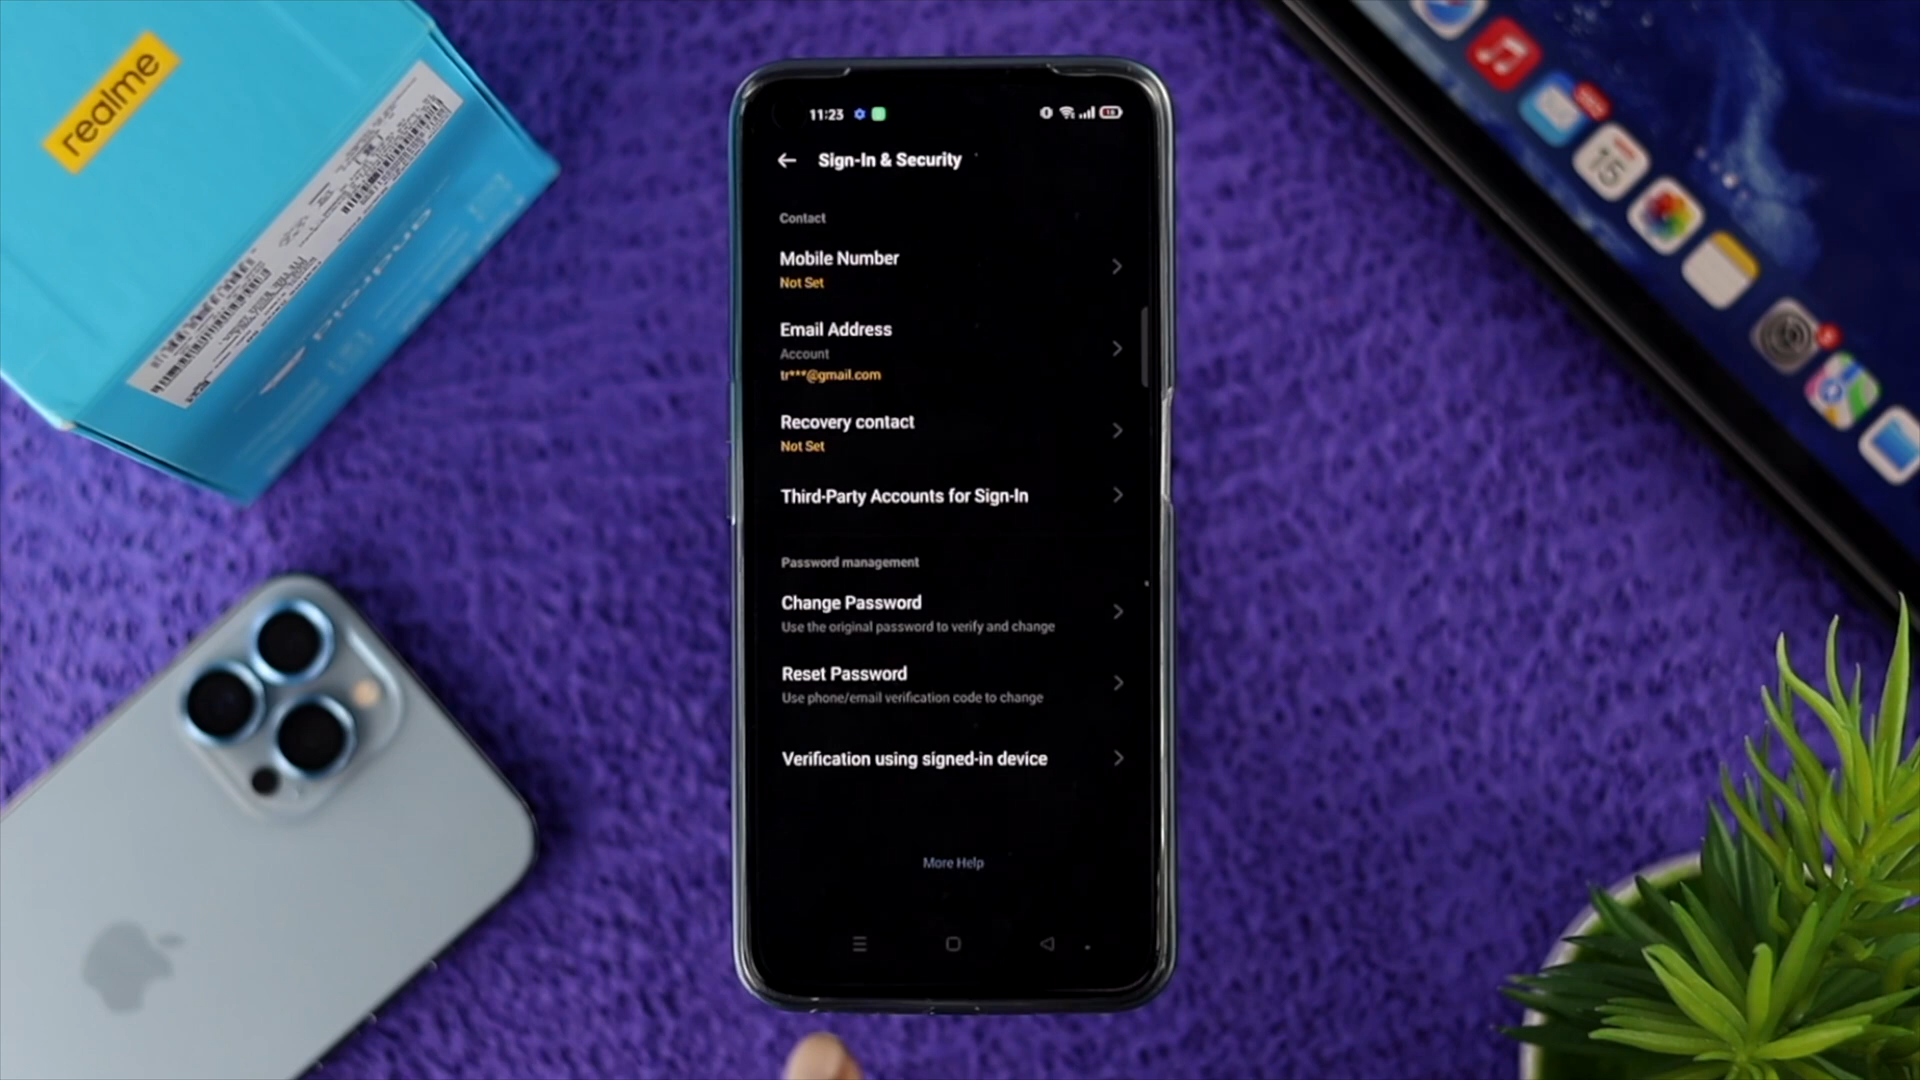 realme
11:23
Sign-In & Security
Contact
Mobile Number
Not Set
Email Address
Account
tr***@gmail.com
Recovery contact
Not Set
Third-Party Accounts for Sign-In
Password management
Change Password
Use the original password to verify and change
Reset Password
Use phone/email verification code to change
Verification using signed-in device
More Help
15